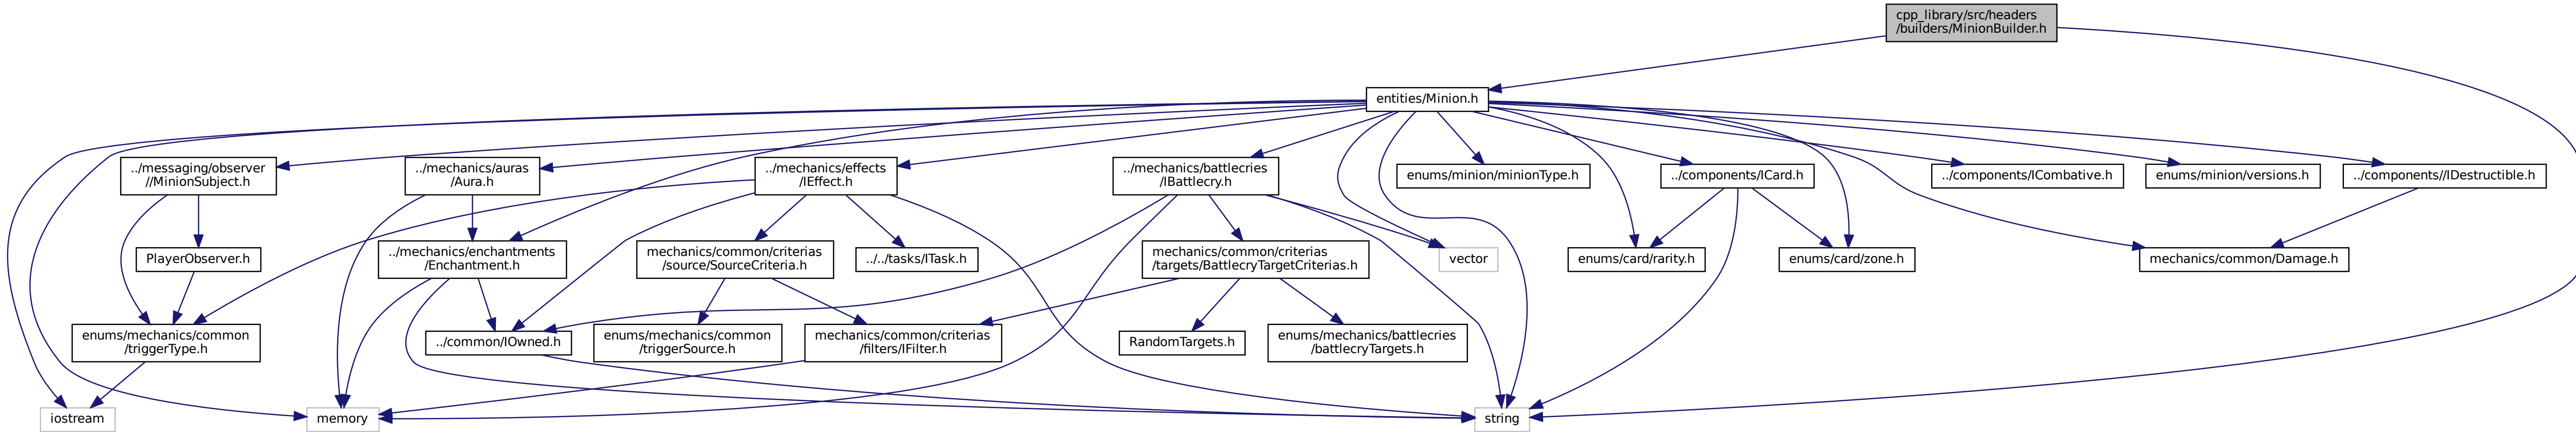 cpp_library/src/headers
/builders/MinionBuilder.h
entities/Minion.h
../messaging/observer
//MinionSubject.h
../mechanics/auras
/Aura.h
../mechanics/effects
/IEffect.h
../mechanics/battlecries
/IBattlecry.h
enums/minion/minionType.h
../components/ICard.h
../components/ICombative.h
enums/minion/versions.h
../components//IDestructible.h
PlayerObserver.h
../mechanics/enchantments
/Enchantment.h
mechanics/common/criterias
/source/SourceCriteria.h
../../tasks/ITask.h
mechanics/common/criterias
/targets/BattlecryTargetCriterias.h
vector
enums/card/rarity.h
enums/card/zone.h
mechanics/common/Damage.h
enums/mechanics/common
/triggerType.h
../common/IOwned.h
enums/mechanics/common
/triggerSource.h
mechanics/common/criterias
/filters/IFilter.h
RandomTargets.h
enums/mechanics/battlecries
/battlecryTargets.h
iostream
memory
string